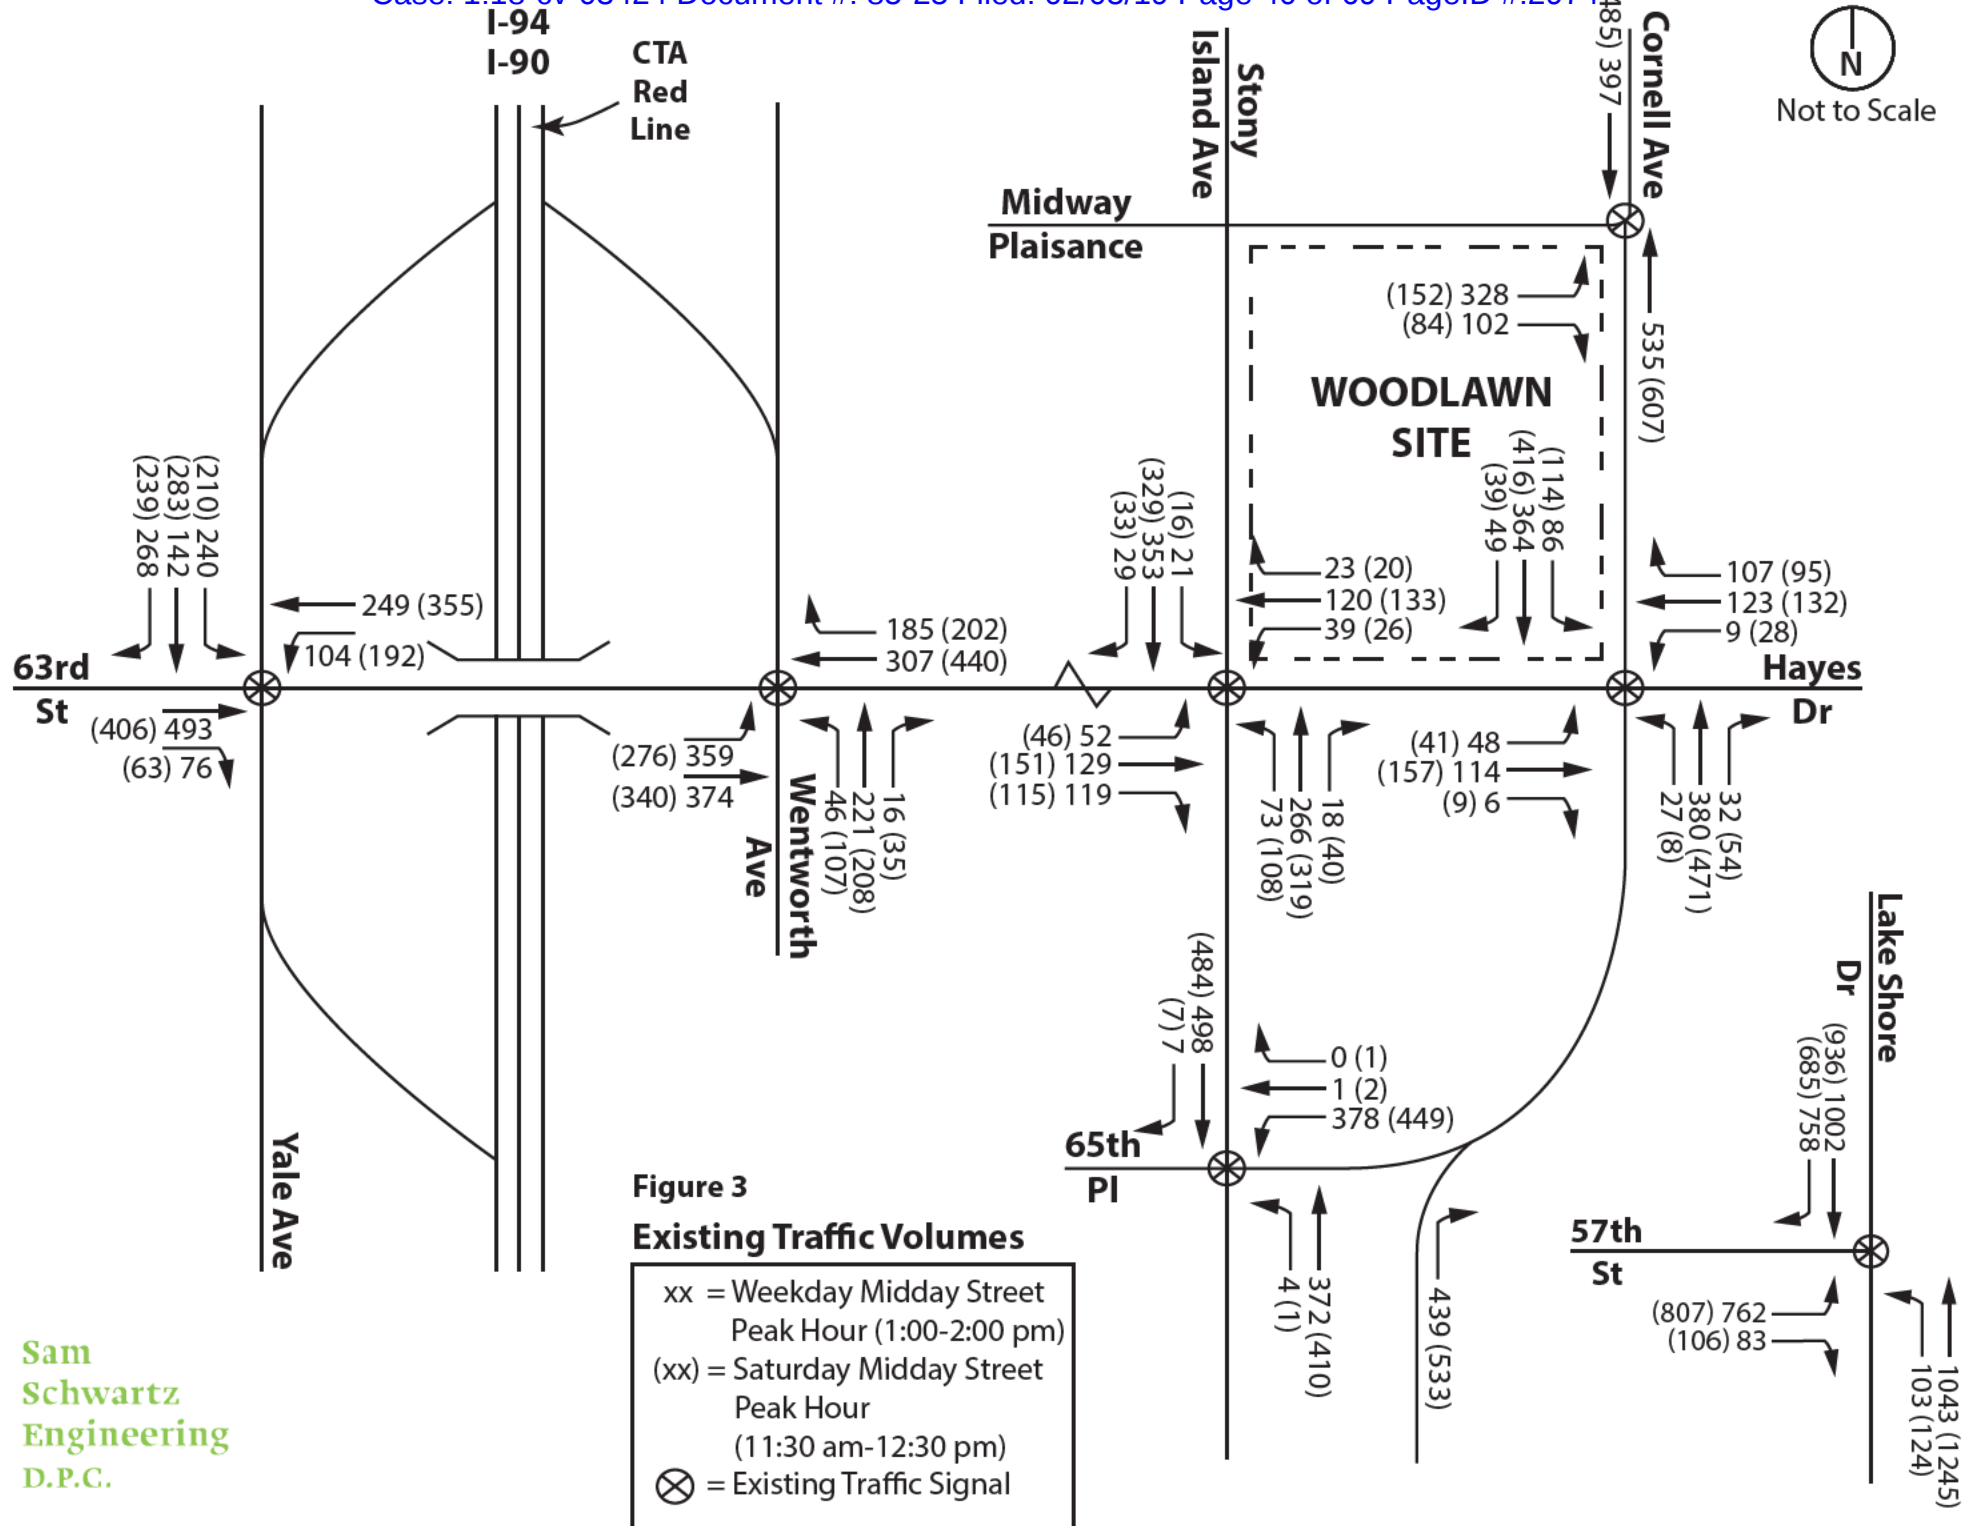 I-94
I-90
CTA
Red
Line
Stony
Island Ave
485) 397
Cornell Ave
N
Not to Scale
Midway
Plaisance
(152) 328
(84) 102
535 (607)
WOODLAWN
SITE
(239) 268
(283) 142
(210) 240
249 (355)
104 (192)
63rd
St
(406) 493
(63) 76
185 (202)
307 (440)
(276) 359
(340) 374
46 (107)
221 (208)
16 (35)
Wentworth
Ave
(33) 29
(329) 353
(16) 21
23 (20)
120 (133)
39 (26)
(39) 49
(416) 364
(114) 86
107 (95)
123 (132)
9 (28)
Hayes
Dr
(46) 52
(151) 129
(115) 119
73 (108)
266 (319)
18 (40)
(41) 48
(157) 114
(9) 6
27 (8)
380 (471)
32 (54)
(7) 7
(484) 498
0 (1)
1 (2)
378 (449)
65th
Pl
4 (1)
372 (410)
439 (533)
Lake Shore
Dr
(685) 758
(936) 1002
57th
St
(807) 762
(106) 83
103 (124)
1043 (1245)
Yale Ave
Figure 3
Existing Traffic Volumes
xx = Weekday Midday Street
Peak Hour (1:00-2:00 pm)
(xx) = Saturday Midday Street
Peak Hour
(11:30 am-12:30 pm)
= Existing Traffic Signal
Sam
Schwartz
Engineering
D.P.C.